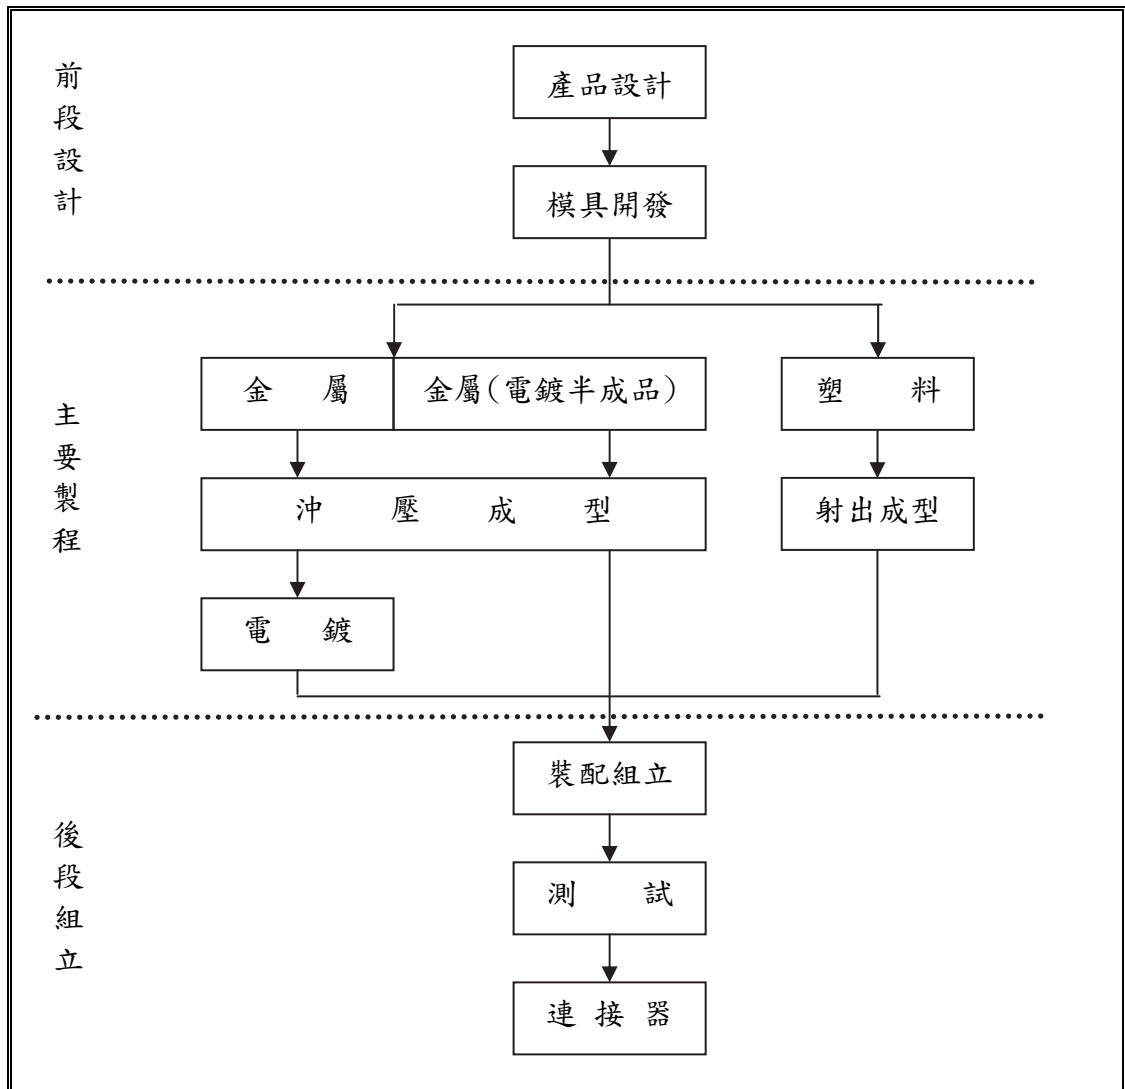 前段設計
產品設計
模具開發
主要製程
金屬
金屬(電鍍半成品)
塑料
沖壓成型
射出成型
電鍍
後段組立
裝配組立
測試
連接器